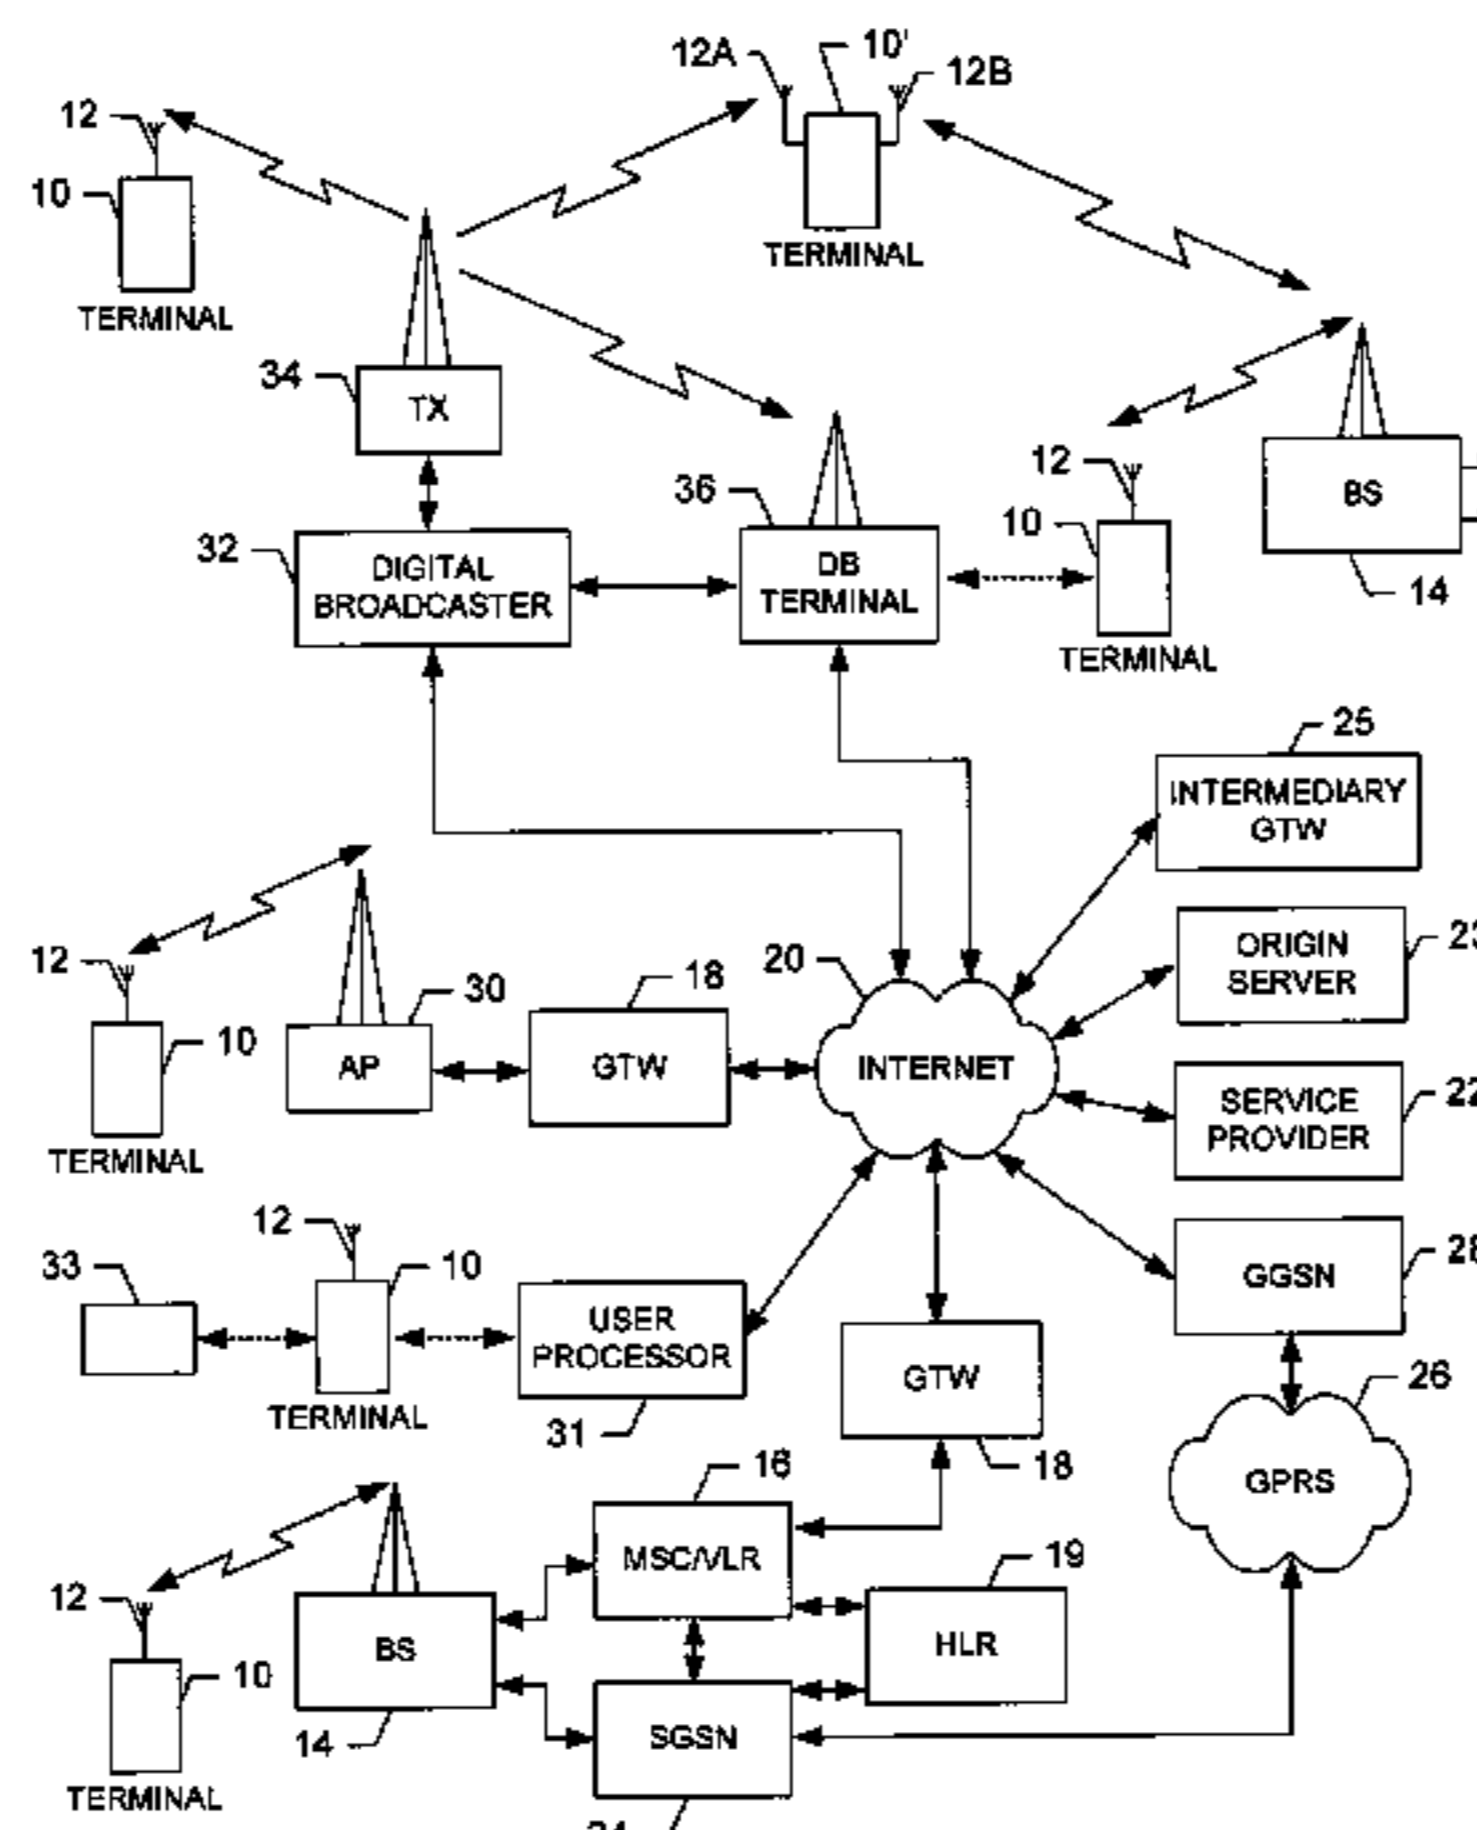 12A
10'
12B
12
10
TERMINAL
TERMINAL
34
TX
36
12
10
BS
14
32
DIGITAL
BROADCASTER
DB
TERMINAL
TERMINAL
25
INTERMEDIARY
GTW
12
30
18
20
ORIGIN
SERVER
10
AP
GTW
INTERNET
TERMINAL
SERVICE
PROVIDER
22
12
33
10
USER
PROCESSOR
GGSN
28
TERMINAL
31
GTW
26
16
18
GPRS
MSC/VLR
19
12
BS
HLR
10
14
SGSN
TERMINAL